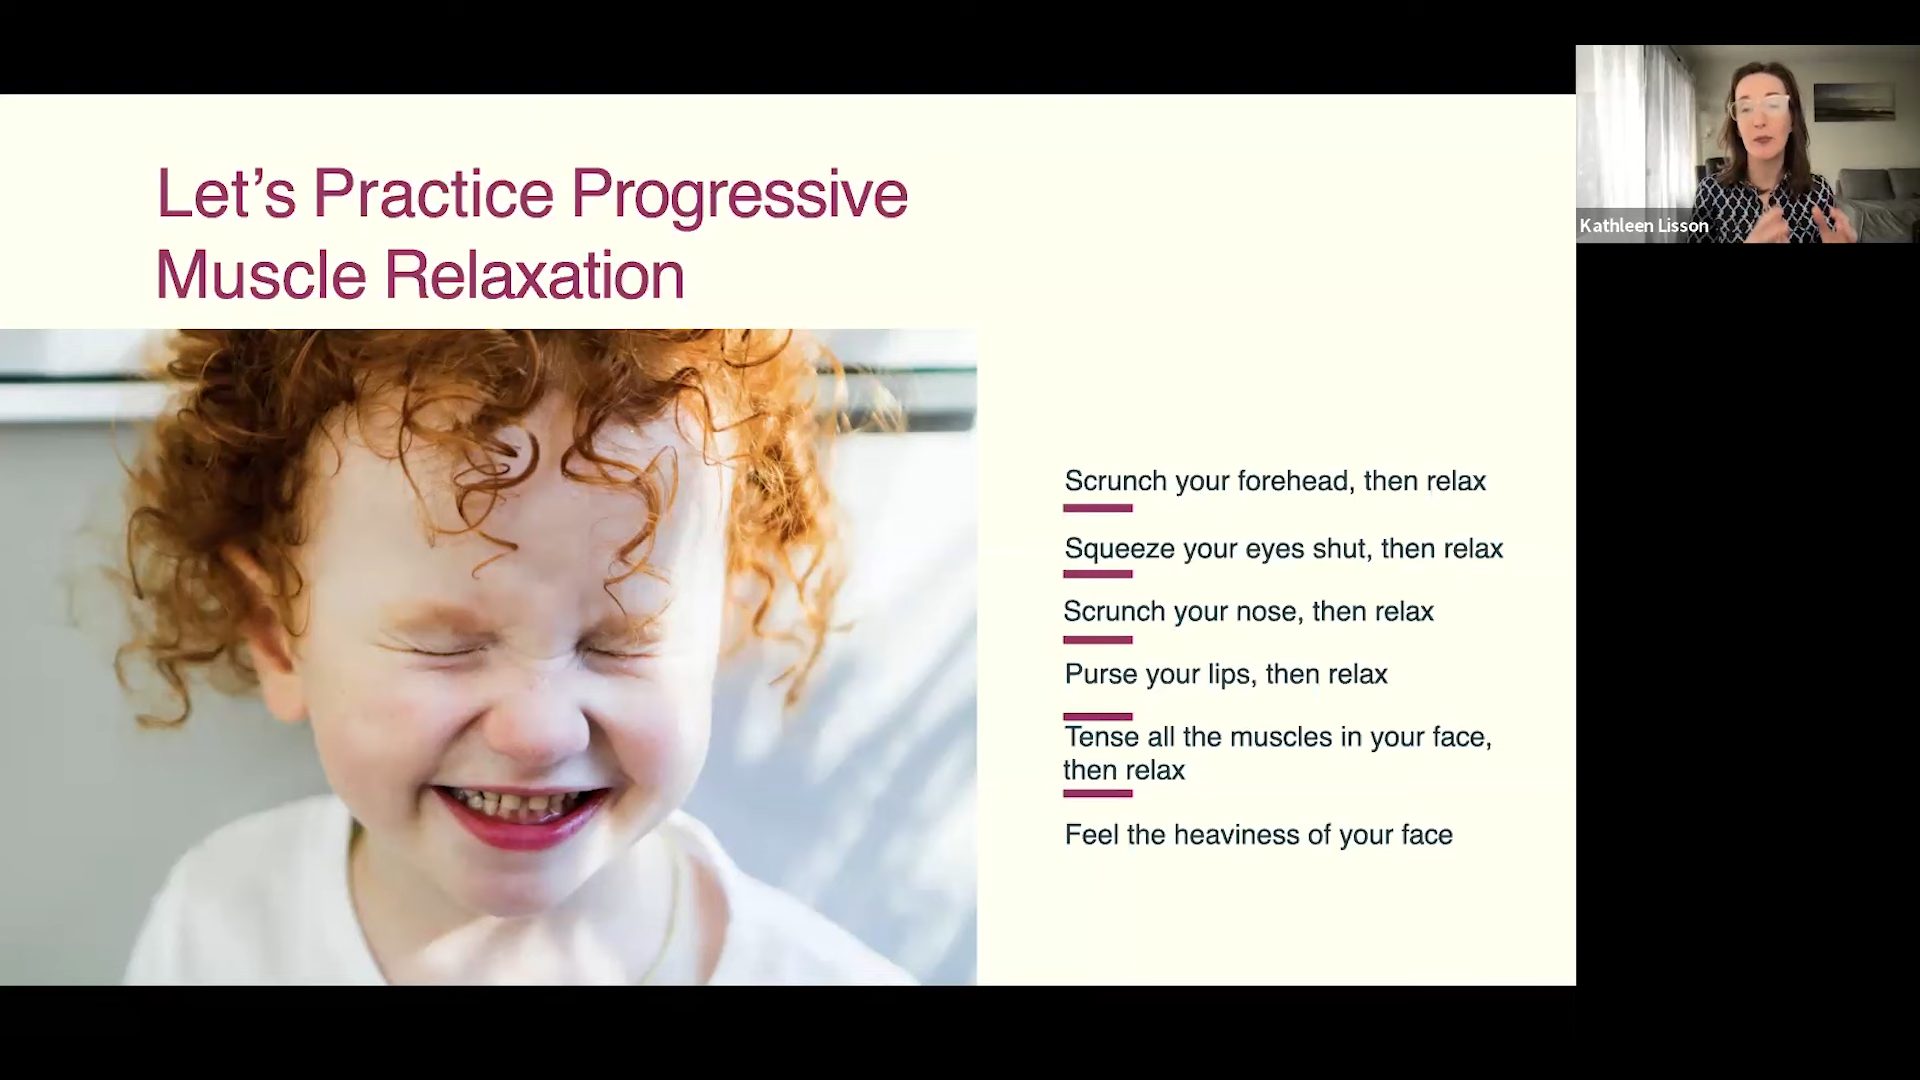 Let’s Practice Progressive
Muscle Relaxation
Kathleen Lisson
Scrunch your forehead, then relax
Squeeze your eyes shut, then relax
Scrunch your nose, then relax
Purse your lips, then relax
Tense all the muscles in your face,
then relax
Feel the heaviness of your face